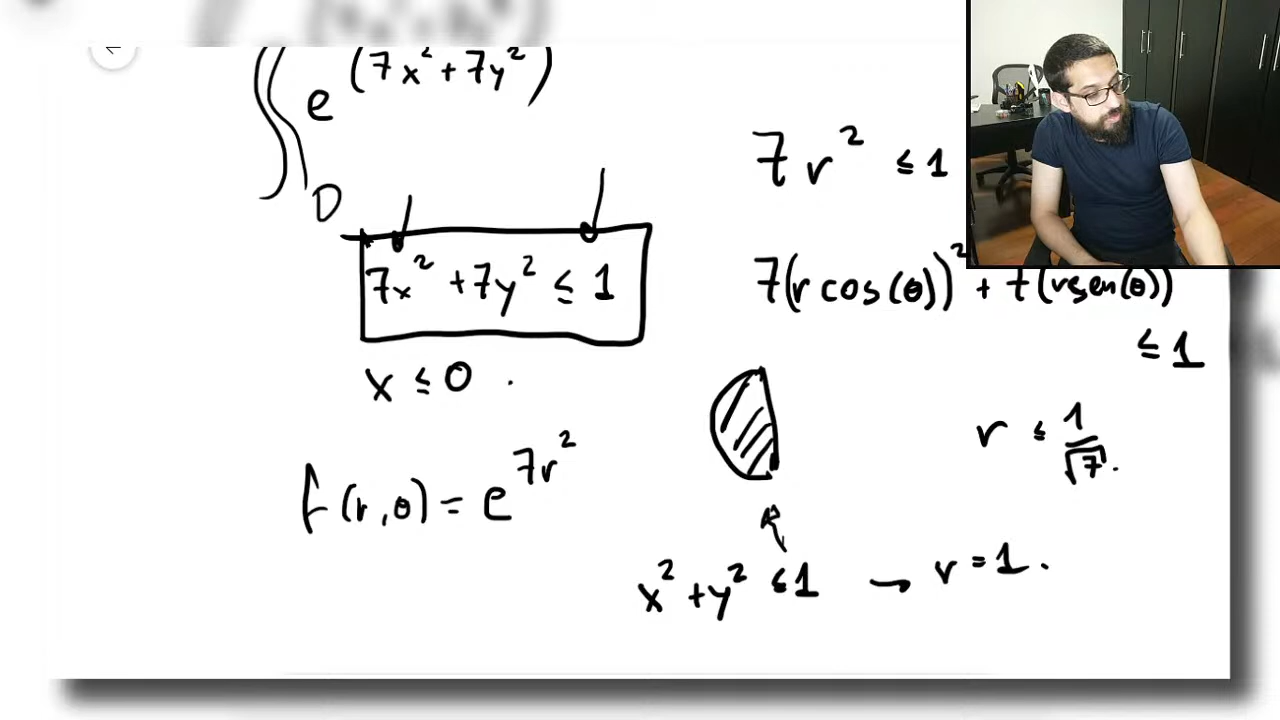 ∬_D e^(7x² + 7y²)
7x² + 7y² ≤ 1
x ≤ 0 .
f(r,θ) = e^7r²
7r² ≤ 1
7(r cos(θ))² + 7(r sen(θ))
≤ 1
r ≤ 1/√7 .
x² + y² ≤ 1 → r = 1 .